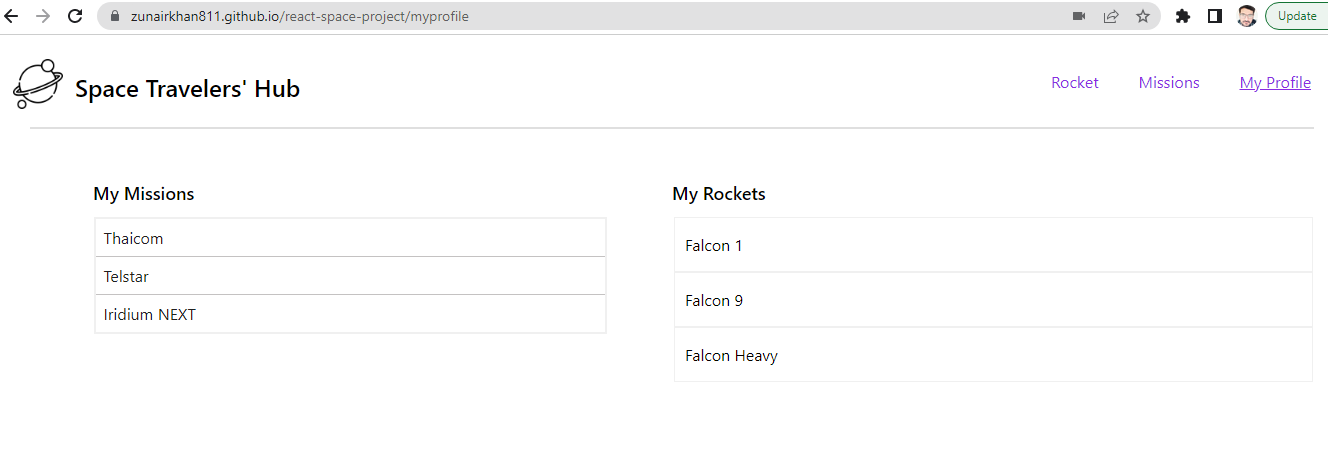 zunairkhan811.github.io/react-space-project/myprofile
Update
Space Travelers' Hub
Rocket
Missions
My Profile
My Missions
Thaicom
Telstar
Iridium NEXT
My Rockets
Falcon 1
Falcon 9
Falcon Heavy